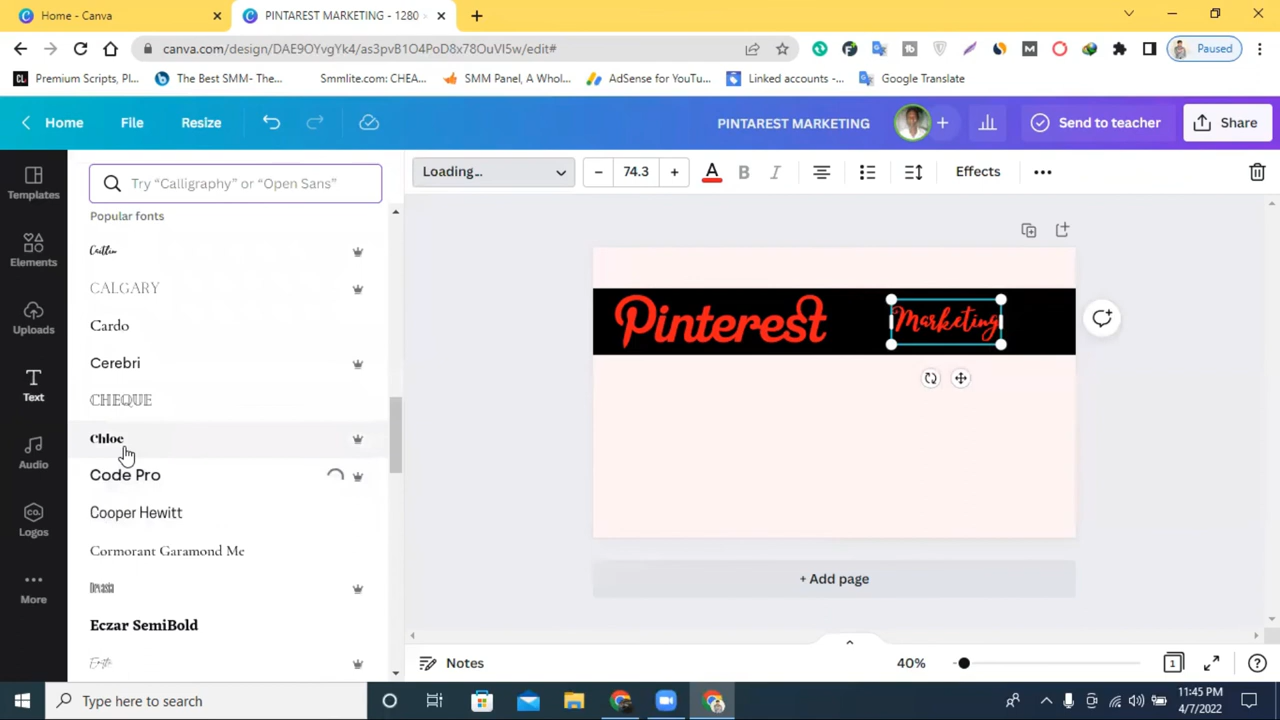 Home - Canva
PINTAREST MARKETING - 1280
canva.com/design/DAE9OYvgYk4/as3pvB1O4PoD8x78OuVI5w/edit#
Paused
Premium Scripts, Pl...
The Best SMM- The...
Smmlite.com: CHEA...
SMM Panel, A Whol...
AdSense for YouTu...
Linked accounts -...
Google Translate
Home
File
Resize
PINTAREST MARKETING
Send to teacher
Share
Templates
Elements
Uploads
Text
Audio
Logos
More
Try “Calligraphy” or “Open Sans”
Popular fonts
Caitlin
CALGARY
Cardo
Cerebri
CHEQUE
Chloe
Code Pro
Cooper Hewitt
Cormorant Garamond Me
Eczar SemiBold
Loading...
74.3
A
B
I
Effects
Pinterest
Marketing
+ Add page
Notes
40%
1
Type here to search
11:45 PM
4/7/2022